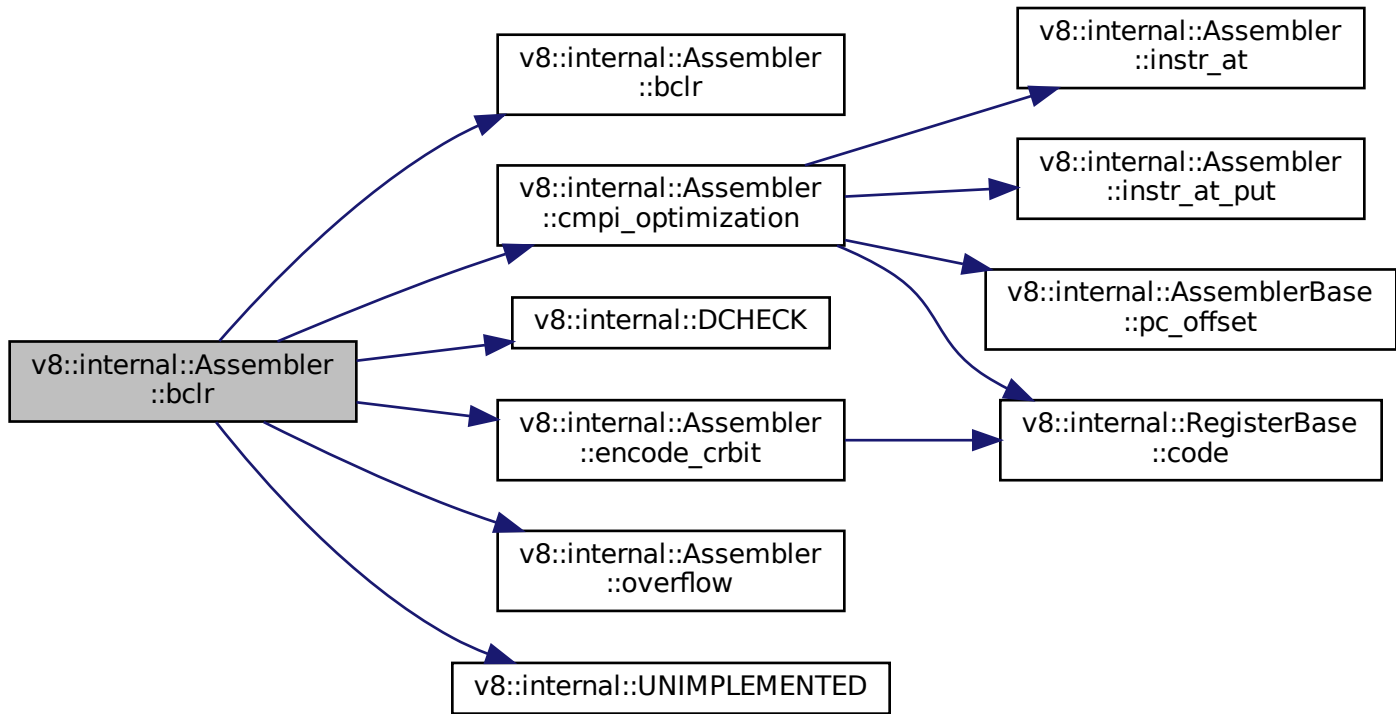 v8::internal::Assembler
::bclr
v8::internal::Assembler
::bclr
v8::internal::Assembler
::cmpi_optimization
v8::internal::DCHECK
v8::internal::Assembler
::encode_crbit
v8::internal::Assembler
::overflow
v8::internal::UNIMPLEMENTED
v8::internal::Assembler
::instr_at
v8::internal::Assembler
::instr_at_put
v8::internal::AssemblerBase
::pc_offset
v8::internal::RegisterBase
::code